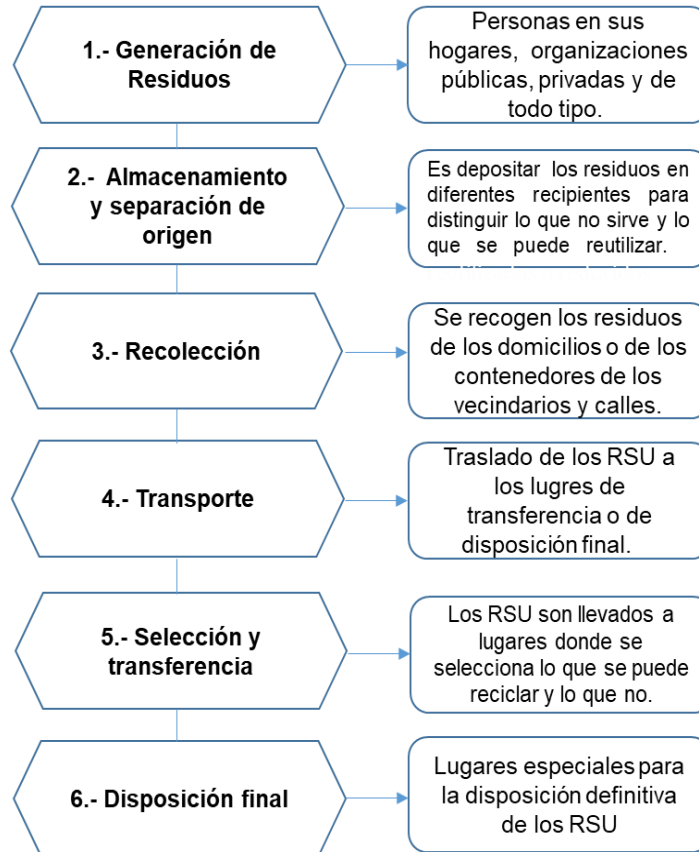 1.- Generación de
Residuos
Personas en sus
hogares, organizaciones
públicas, privadas y de
todo tipo.
2.- Almacenamiento
y separación de
origen
Es depositar los residuos en
diferentes recipientes para
distinguir lo que no sirve y lo
que se puede reutilizar.
3.- Recolección
Se recogen los residuos
de los domicilios o de los
contenedores de los
vecindarios y calles.
4.- Transporte
Traslado de los RSU a
los lugres de
transferencia o de
disposición final.
5.- Selección y
transferencia
Los RSU son llevados a
lugares donde se
selecciona lo que se puede
reciclar y lo que no.
6.- Disposición final
Lugares especiales para
la disposición definitiva
de los RSU